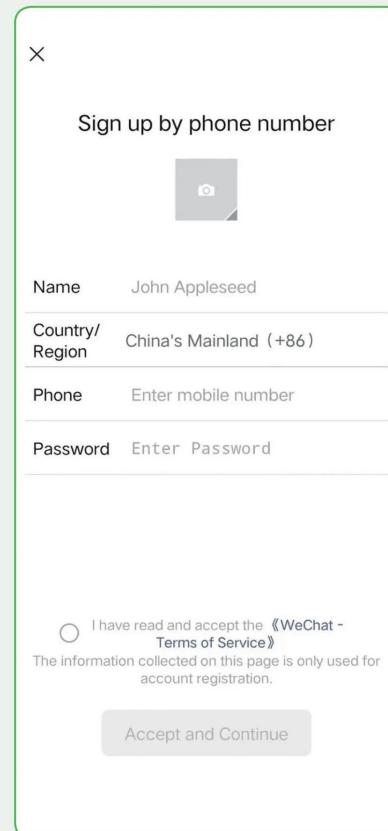 Sign up by phone number
Name John Appleseed
Country/
Region China's Mainland (+86)
Phone Enter mobile number
Password Enter Password
I have read and accept the 《WeChat -
Terms of Service》
The information collected on this page is only used for
account registration.
Accept and Continue